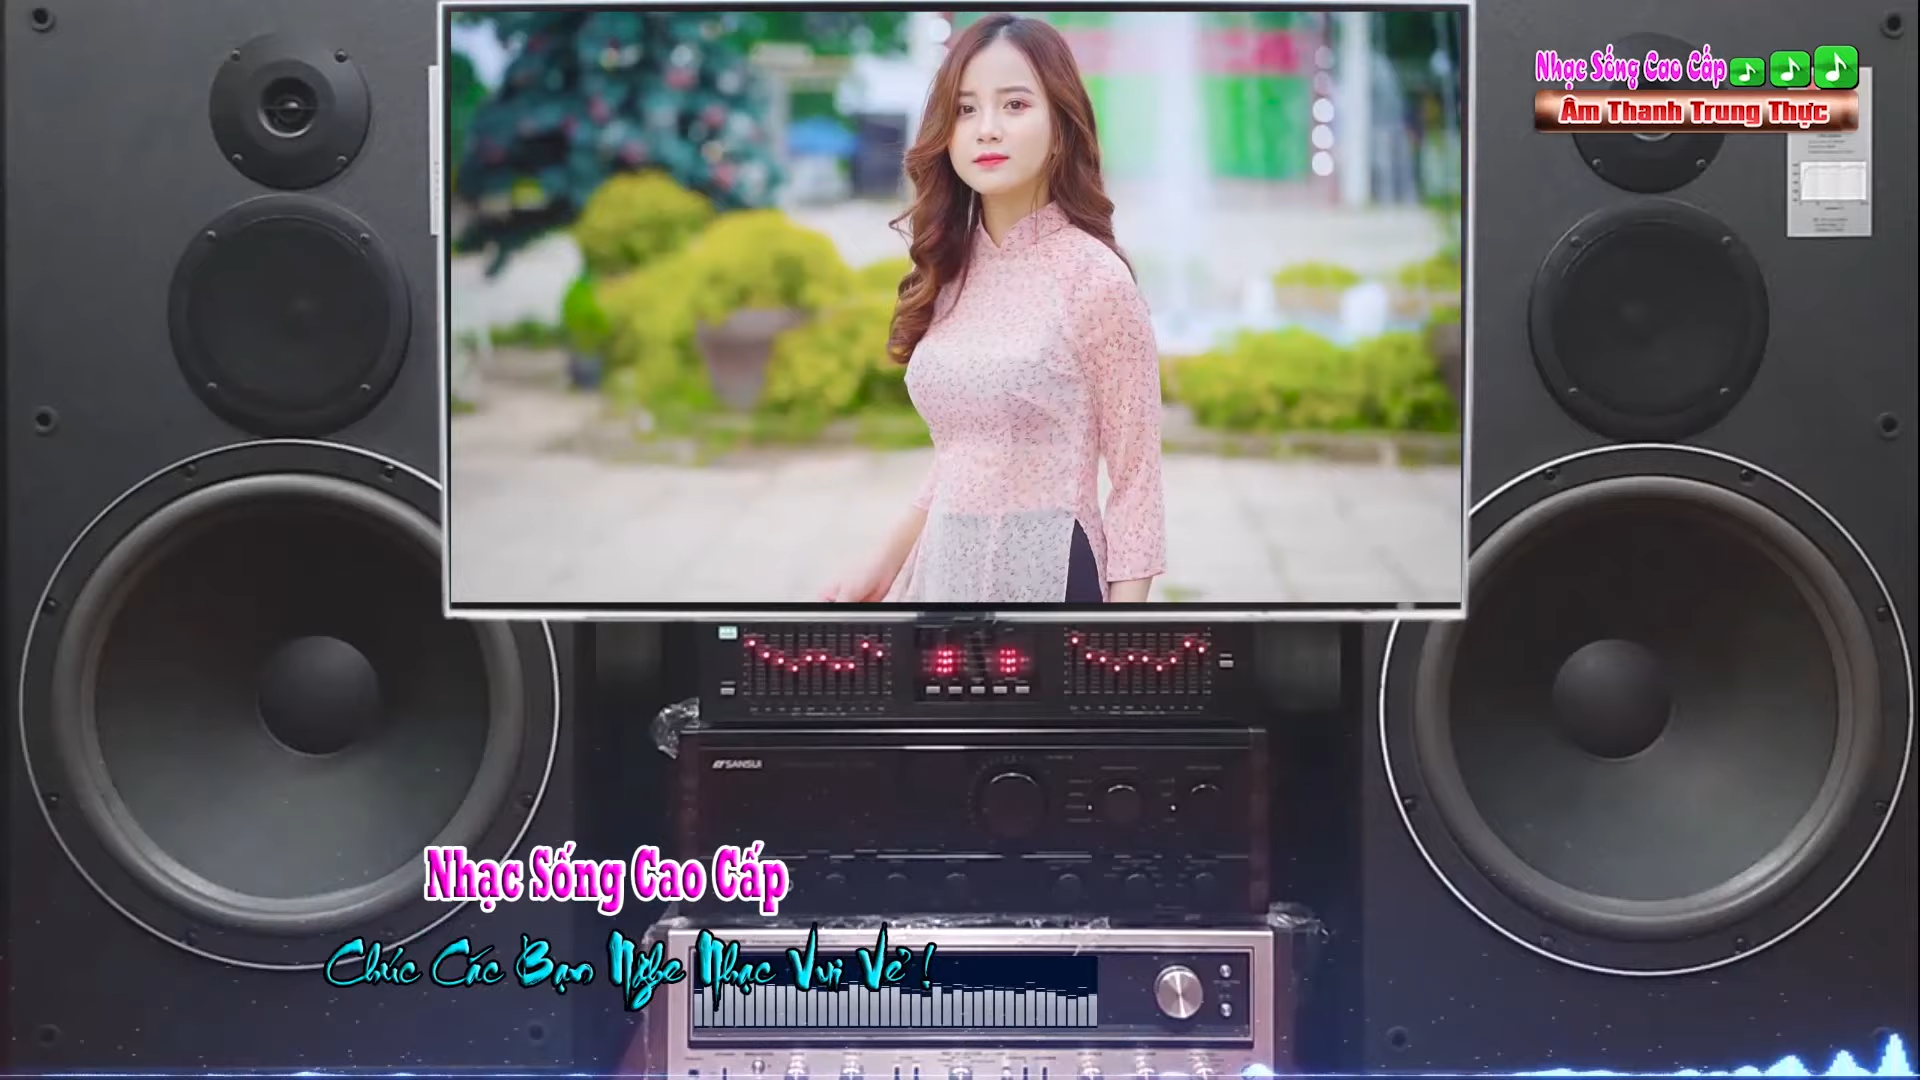 Nhạc Sống Cao Cấp
Âm Thanh Trung Thực
SANSUI
Nhạc Sống Cao Cấp
Chúc Các Bạn Nghe Nhạc Vui Vẻ !